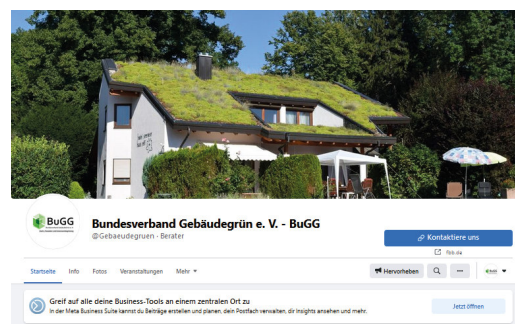 BuGG
Bundesverband Gebäudegrün e. V. - BuGG
@Gebaeudegruen · Berater
Kontaktiere uns
fbb.de
Startseite Info Fotos Veranstaltungen Mehr
Hervorheben
Greif auf alle deine Business-Tools an einem zentralen Ort zu
In der Meta Business Suite kannst du Beiträge erstellen und planen, dein Postfach verwalten, dir Insights ansehen und mehr.
Jetzt öffnen